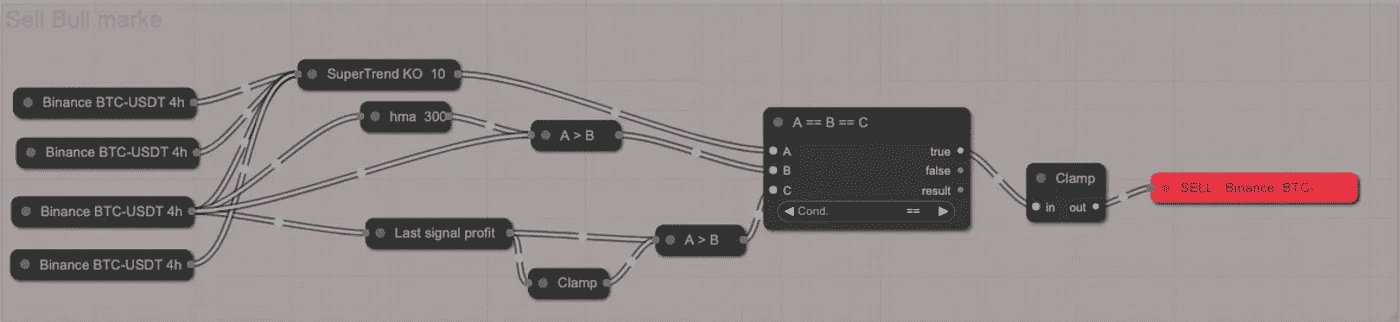 Sell Bull marke
SuperTrend KO 10
Binance BTC-USDT 4h
hma 300
Binance BTC-USDT 4h
A > B
A == B == C
A true
B false
C result
Cond. ==
Clamp
in out
SELL Binance BTC-
Binance BTC-USDT 4h
Last signal profit
A > B
Binance BTC-USDT 4h
Clamp